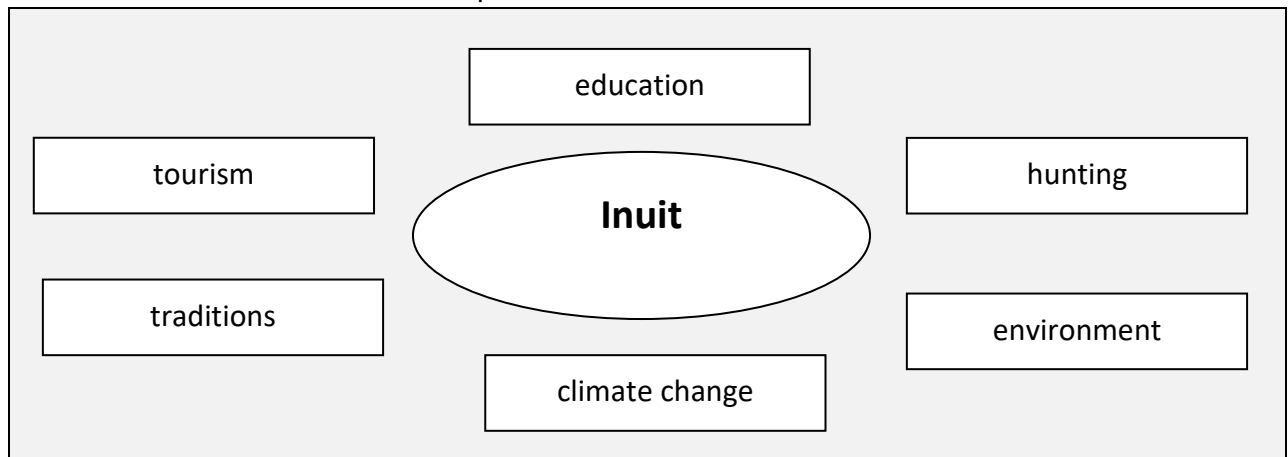 education
tourism
hunting
Inuit
traditions
environment
climate change